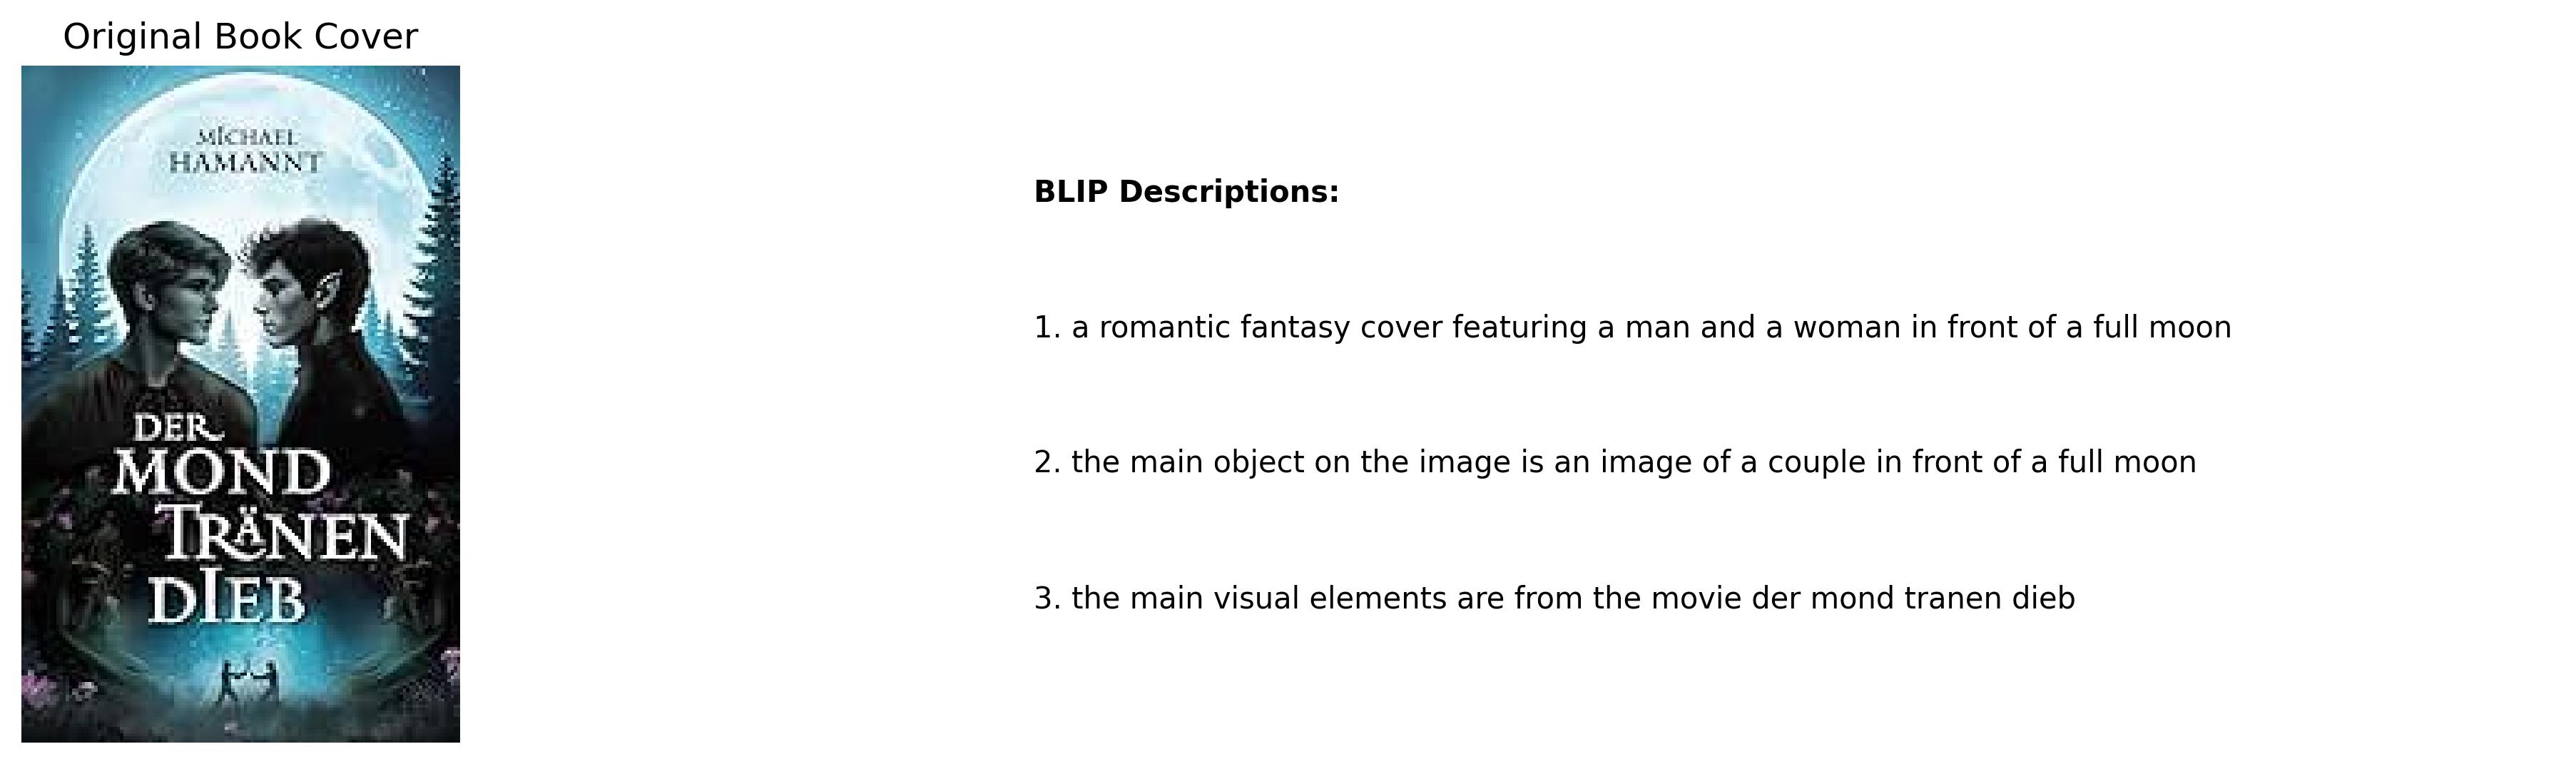 Original Book Cover
MICHAEL
HAMANNT
DER
MOND
TRÄNEN
DIEB
BLIP Descriptions:
1. a romantic fantasy cover featuring a man and a woman in front of a full moon
2. the main object on the image is an image of a couple in front of a full moon
3. the main visual elements are from the movie der mond tranen dieb